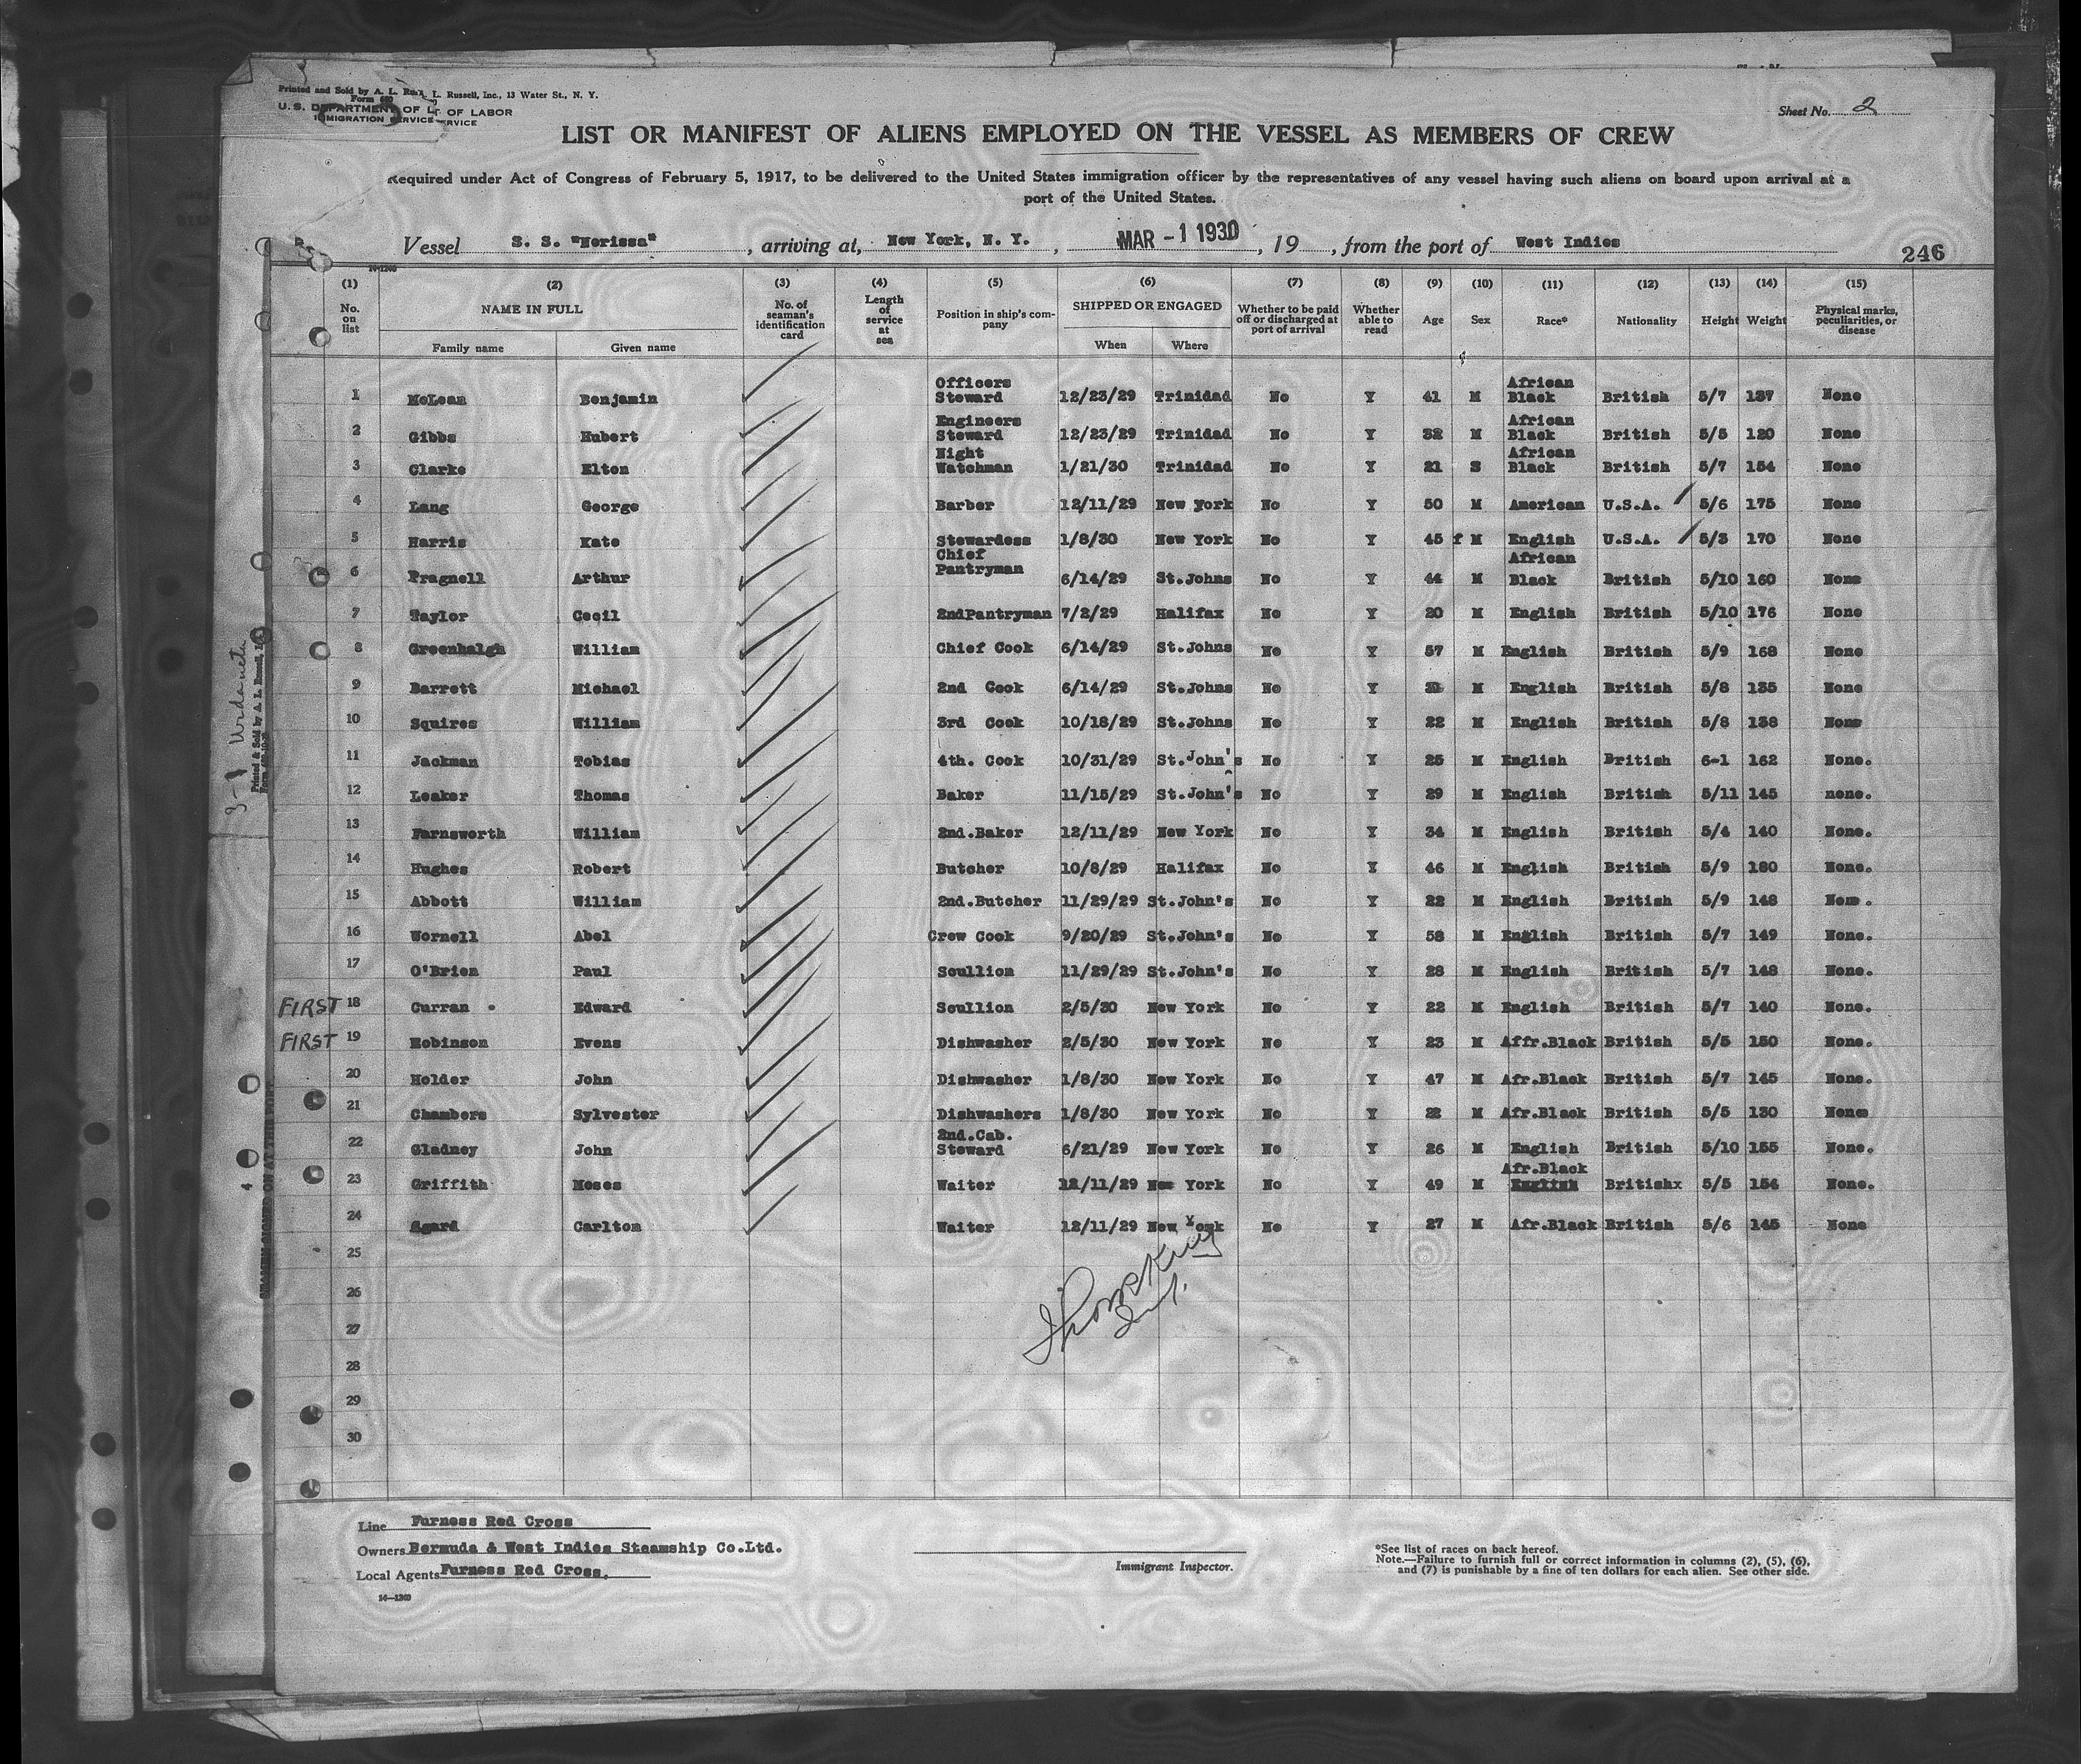 Printed and Sold by A. L. Russell, Inc., 13 Water St., N. Y.
Form 680
U. S. DEPARTMENT OF LABOR
IMMIGRATION SERVICE
Sheet No. 2
LIST OR MANIFEST OF ALIENS EMPLOYED ON THE VESSEL AS MEMBERS OF CREW
Required under Act of Congress of February 5, 1917, to be delivered to the United States immigration officer by the representatives of any vessel having such aliens on board upon arrival at a
port of the United States.
Vessel S. S. "Nerissa", arriving at, New York, N. Y., MAR - 1 1930, 19, from the port of West Indies
246
14-1240
(1) (2) (3) (4) (5) (6) (7) (8) (9) (10) (11) (12) (13) (14) (15)
No. on list NAME IN FULL No. of seaman's identification card Length of service at sea Position in ship's company SHIPPED OR ENGAGED Whether to be paid off or discharged at port of arrival Whether able to read Age Sex Race* Nationality Height Weight Physical marks, peculiarities, or disease
Family name Given name When Where
1 McLean Benjamin Officers Steward 12/23/29 Trinidad No Y 41 M African Black British 5/7 137 None
2 Gibbs Hubert Engineers Steward 12/23/29 Trinidad No Y 32 M African Black British 5/5 120 None
3 Clarke Elton Night Watchman 1/21/30 Trinidad No Y 21 S African Black British 5/7 154 None
4 Lang George Barber 12/11/29 New york No Y 50 M American U.S.A. 5/6 175 None
5 Harris Kate Stewardess 1/8/30 New York No Y 45 f M English U.S.A. 5/3 170 None
6 Pragnell Arthur Chief Pantryman 6/14/29 St.Johns No Y 44 M African Black British 5/10 160 None
7 Taylor Cecil 2ndPantryman 7/2/29 Halifax No Y 20 M English British 5/10 176 None
8 Greenhalgh William Chief Cook 6/14/29 St.Johns No Y 57 M English British 5/9 168 None
9 Barrett Michael 2nd Cook 6/14/29 St.Johns No Y M English British 5/8 135 None
10 Squires William 3rd Cook 10/18/29 St.Johns No Y 22 M English British 5/8 138 None
11 Jackman Tobias 4th. Cook 10/31/29 St.John's No Y 25 M English British 6-1 162 None.
12 Leaker Thomas Baker 11/15/29 St.John's No Y 29 M English British 5/11 145 none.
13 Farnsworth William 2nd.Baker 12/11/29 New York No Y 34 M English British 5/4 140 None.
14 Hughes Robert Butcher 10/8/29 Halifax No Y 46 M English British 5/9 180 None.
15 Abbott William 2nd.Butcher 11/29/29 St.John's No Y 22 M English British 5/9 148 Non .
16 Wornell Abel Crew Cook 9/20/29 St.John's No Y 58 M English British 5/7 149 None.
17 O'Brien Paul Scullion 11/29/29 St.John's No Y 28 M English British 5/7 148 None.
FIRST 18 Curran Edward Scullion 2/5/30 New York No Y 22 M English British 5/7 140 None.
FIRST 19 Robinson Evens Dishwasher 2/5/30 New York No Y 23 M Affr.Black British 5/5 150 None.
20 Holder John Dishwasher 1/8/30 New York No Y 47 M Afr.Black British 5/7 145 None.
21 Chambers Sylvester Dishwashers 1/8/30 New York No Y 22 M Afr.Black British 5/5 130 None
22 Gladney John 2nd.Cab. Steward 6/21/29 New York No Y 26 M English British 5/10 155 None.
23 Griffith Moses Waiter 12/11/29 New York No Y 49 M Afr.Black English Britishx 5/5 154 None.
24 Agard Carlton Waiter 12/11/29 New York No Y 27 M Afr.Black British 5/6 145 None
25
26
27
28
29
30
Line Furness Red Cross
Owners Bermuda & West Indies Steamship Co.Ltd.
Local Agents Furness Red Cross.
14-1240
Immigrant Inspector.
*See list of races on back hereof.
Note.—Failure to furnish full or correct information in columns (2), (5), (6),
and (7) is punishable by a fine of ten dollars for each alien. See other side.
3-1 Urdaneta
Printed & Sold by A. L. Russell, Inc.